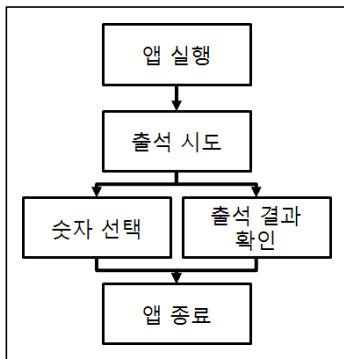 앱 실행
출석 시도
숫자 선택
출석 결과
확인
앱 종료